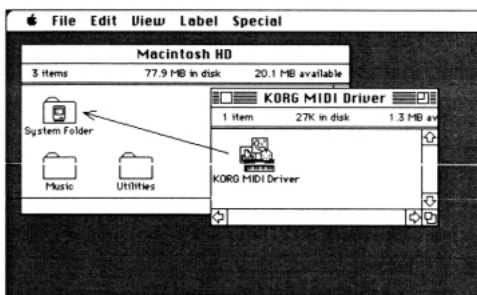 File Edit View Label Special
Macintosh HD
3 items 77.9 MB in disk 20.1 MB available
System Folder
Music Utilities
KORG MIDI Driver
1 item 27K in disk 1.3 MB av
KORG MIDI Driver